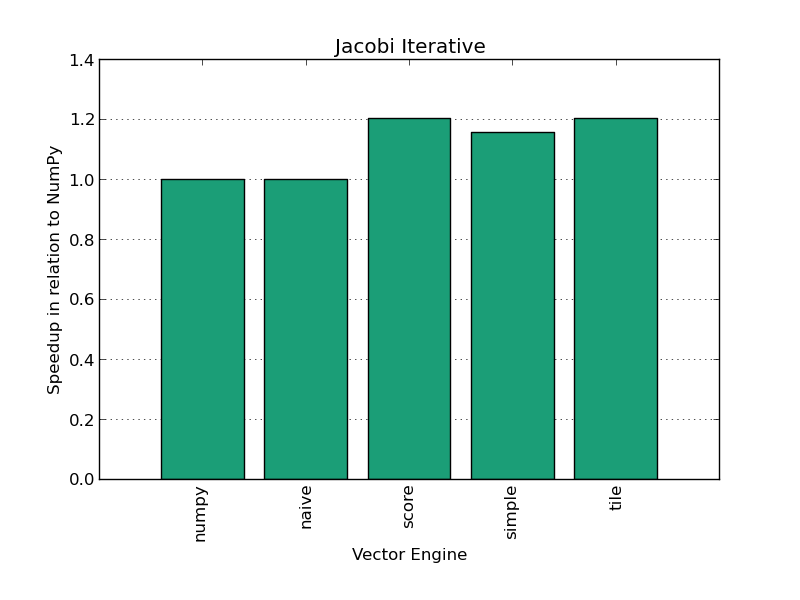 Jacobi Iterative
Speedup in relation to NumPy
1.4
1.2
1.0
0.8
0.6
0.4
0.2
0.0
numpy
naive
score
simple
tile
Vector Engine